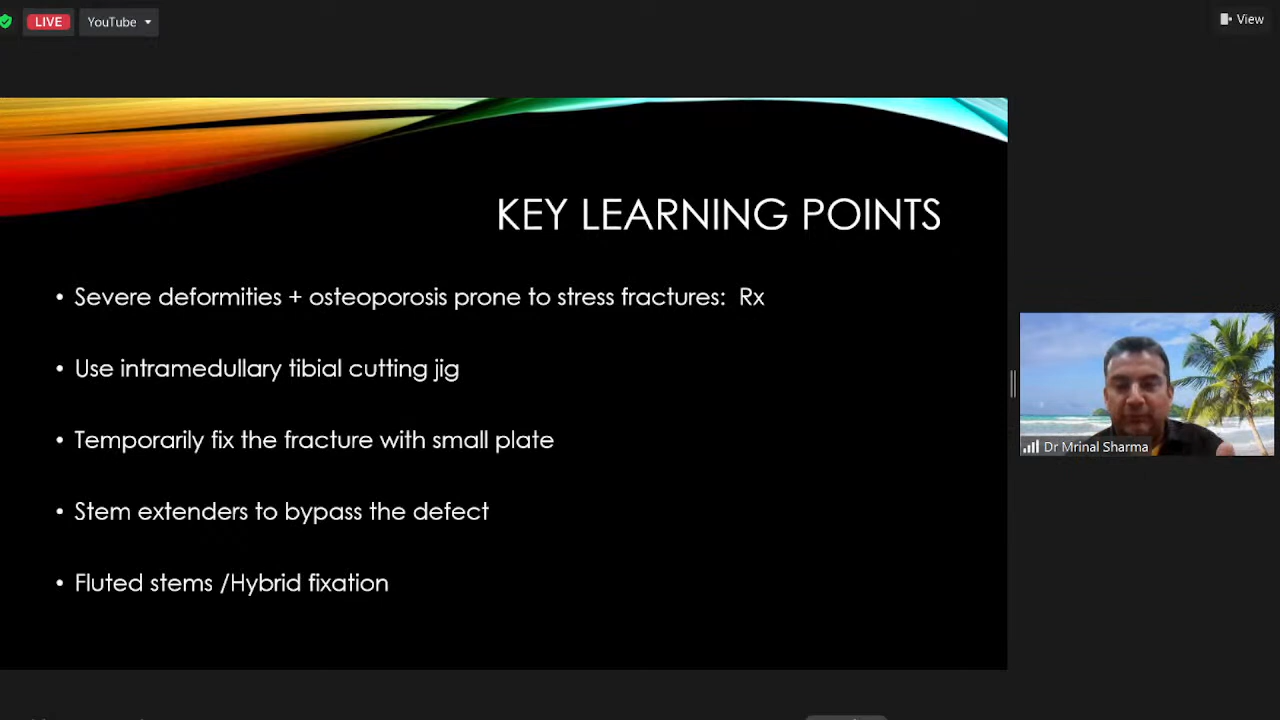 LIVE
YouTube
View
KEY LEARNING POINTS
• Severe deformities + osteoporosis prone to stress fractures: Rx
• Use intramedullary tibial cutting jig
• Temporarily fix the fracture with small plate
• Stem extenders to bypass the defect
• Fluted stems /Hybrid fixation
Dr Mrinal Sharma